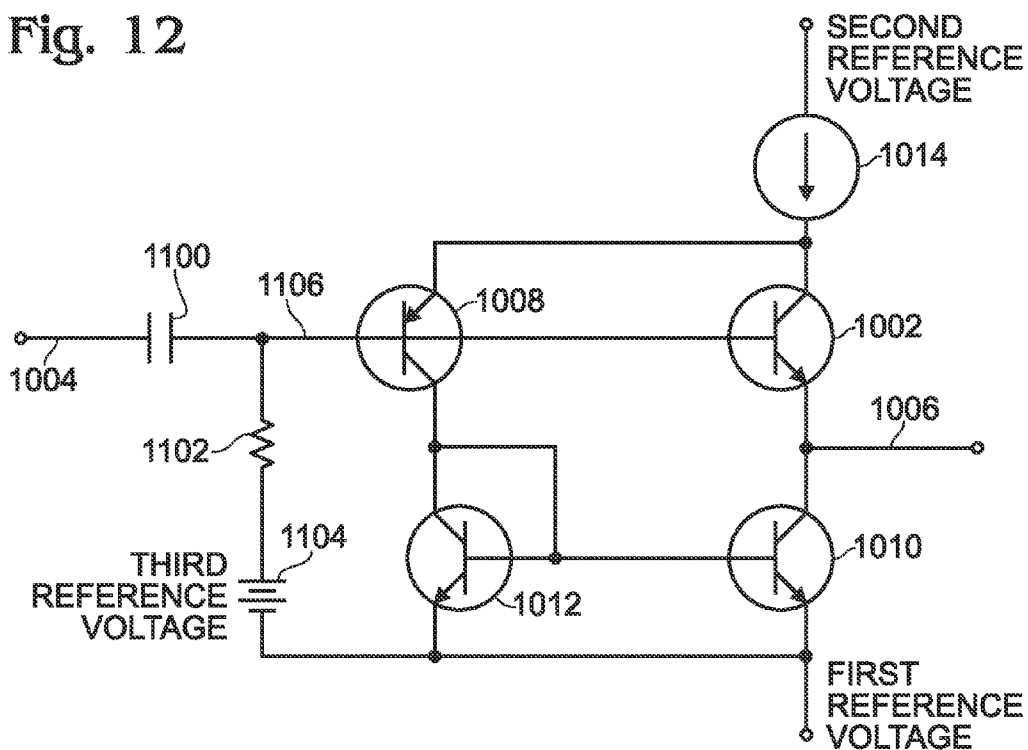 Fig. 12
SECOND
REFERENCE
VOLTAGE
1014
1100
1106
1008
1002
1004
1006
1102
1104
THIRD
REFERENCE
VOLTAGE
1012
1010
FIRST
REFERENCE
VOLTAGE